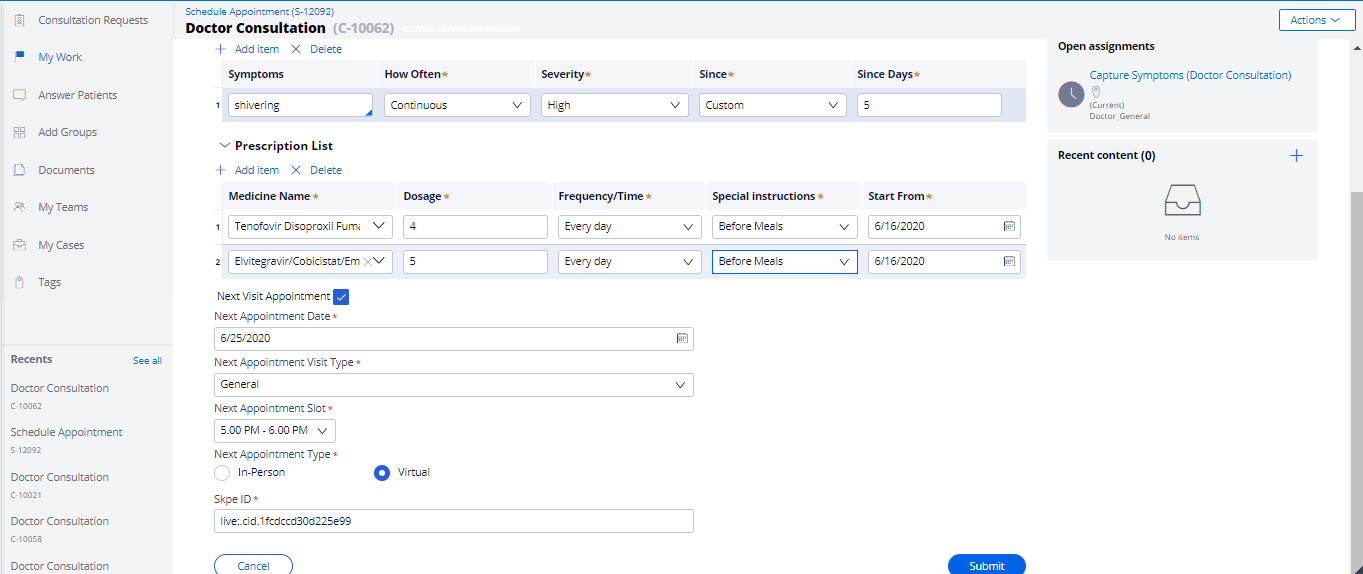 Consultation Requests
My Work
Answer Patients
Add Groups
Documents
My Teams
My Cases
Tags
Recents See all
Doctor Consultation
C-10062
Schedule Appointment
S-12092
Doctor Consultation
C-10021
Doctor Consultation
C-10058
Doctor Consultation
Schedule Appointment (S-12092)
Doctor Consultation (C-10062) CONSULTATION-INPROGRESS
Actions
Add item Delete
Symptoms How Often* Severity* Since* Since Days*
1 shivering Continuous High Custom 5
Prescription List
Add item Delete
Medicine Name * Dosage * Frequency/Time * Special instructions * Start From*
1 Tenofovir Disoproxil Fuma 4 Every day Before Meals 6/16/2020
2 Elvitegravir/Cobicistat/Em 5 Every day Before Meals 6/16/2020
Next Visit Appointment
Next Appointment Date *
6/25/2020
Next Appointment Visit Type *
General
Next Appointment Slot *
5.00 PM - 6.00 PM
Next Appointment Type *
In-Person Virtual
Skpe ID *
live:.cid.1fcdccd30d225e99
Cancel Submit
Open assignments
Capture Symptoms (Doctor Consultation)
(Current)
Doctor_General
Recent content (0)
No items